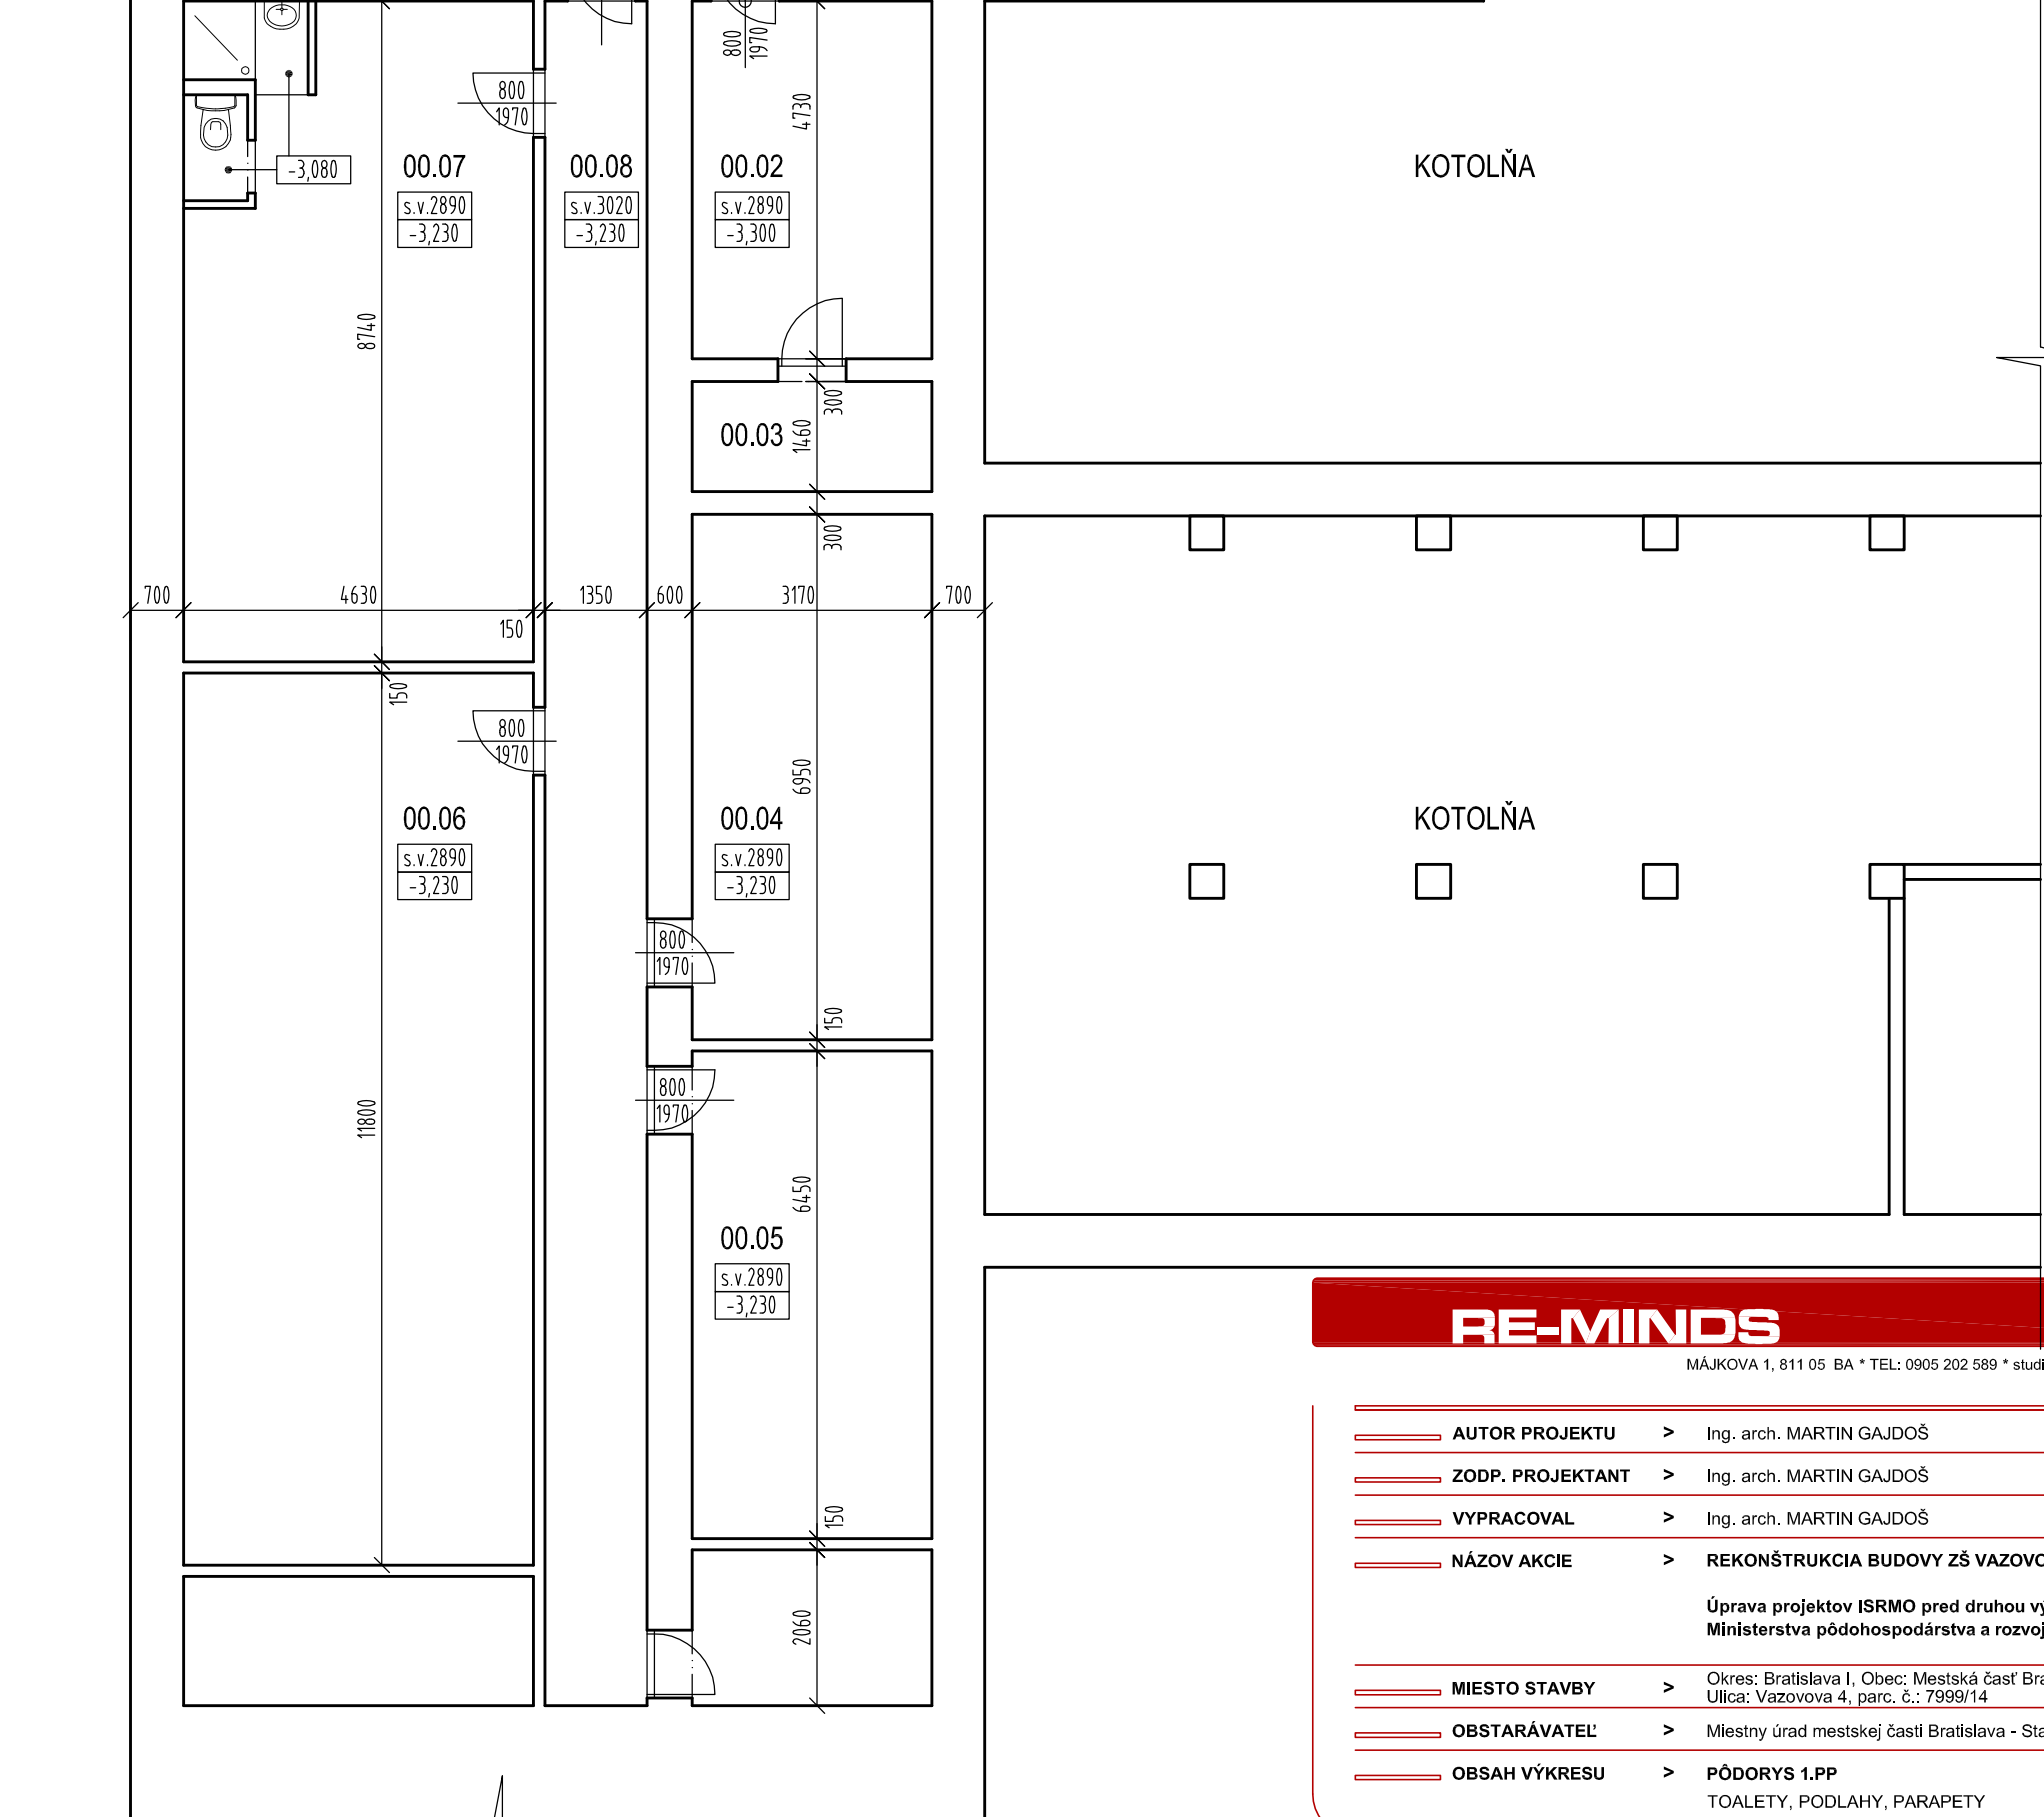 800
1970
800
1970
4730
00.07
s.v.2890
-3,230
00.08
s.v.3020
-3,230
00.02
s.v.2890
-3,300
KOTOLŇA
-3,080
8740
300
00.03
1460
300
700
4630
150
1350
600
3170
700
150
800
1970
6950
00.06
s.v.2890
-3,230
00.04
s.v.2890
-3,230
KOTOLŇA
800
1970
150
800
1970
11800
6450
00.05
s.v.2890
-3,230
150
2060
RE-MINDS
MÁJKOVA 1, 811 05 BA * TEL: 0905 202 589 * studi
AUTOR PROJEKTU > Ing. arch. MARTIN GAJDOŠ
ZODP. PROJEKTANT > Ing. arch. MARTIN GAJDOŠ
VYPRACOVAL > Ing. arch. MARTIN GAJDOŠ
NÁZOV AKCIE > REKONŠTRUKCIA BUDOVY ZŠ VAZOVO
Úprava projektov ISRMO pred druhou vý
Ministerstva pôdohospodárstva a rozvoj
MIESTO STAVBY > Okres: Bratislava I, Obec: Mestská časť Bra
Ulica: Vazovova 4, parc. č.: 7999/14
OBSTARÁVATEĽ > Miestny úrad mestskej časti Bratislava - Sta
OBSAH VÝKRESU > PÔDORYS 1.PP
TOALETY, PODLAHY, PARAPETY